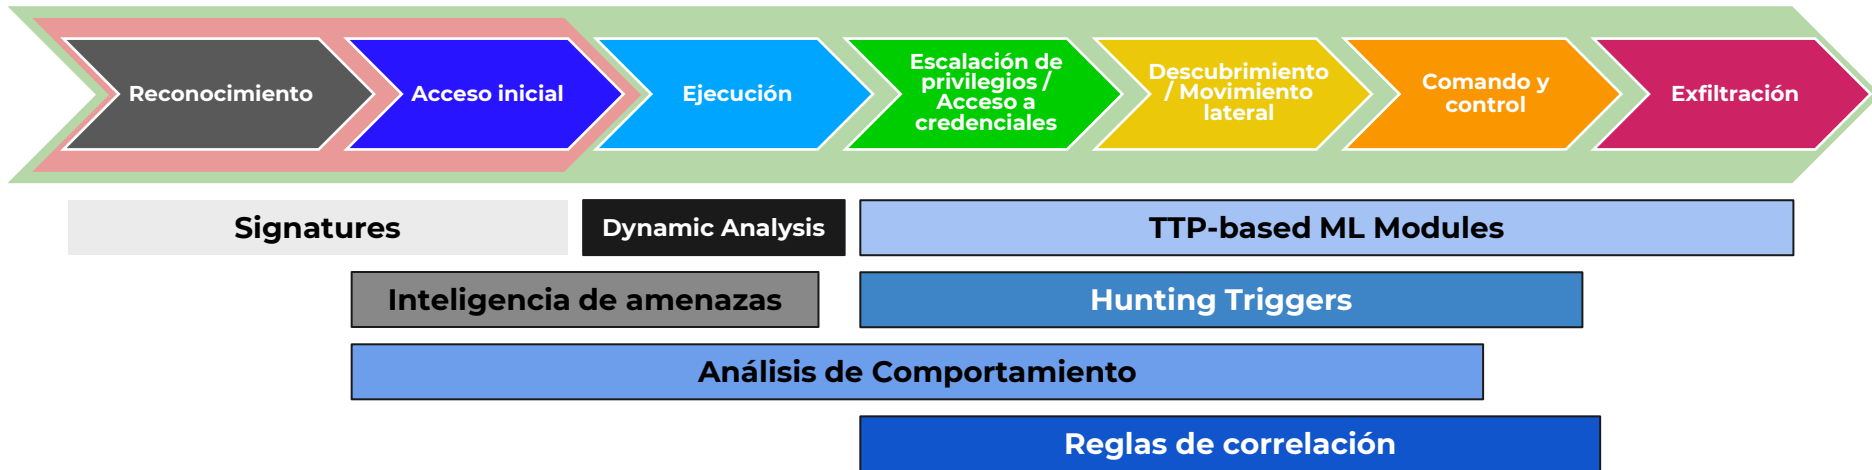 Reconocimiento
Acceso inicial
Ejecución
Escalación de
privilegios /
Acceso a
credenciales
Descubrimiento
/ Movimiento
lateral
Comando y
control
Exfiltración
Signatures
Dynamic Analysis
TTP-based ML Modules
Inteligencia de amenazas
Hunting Triggers
Análisis de Comportamiento
Reglas de correlación